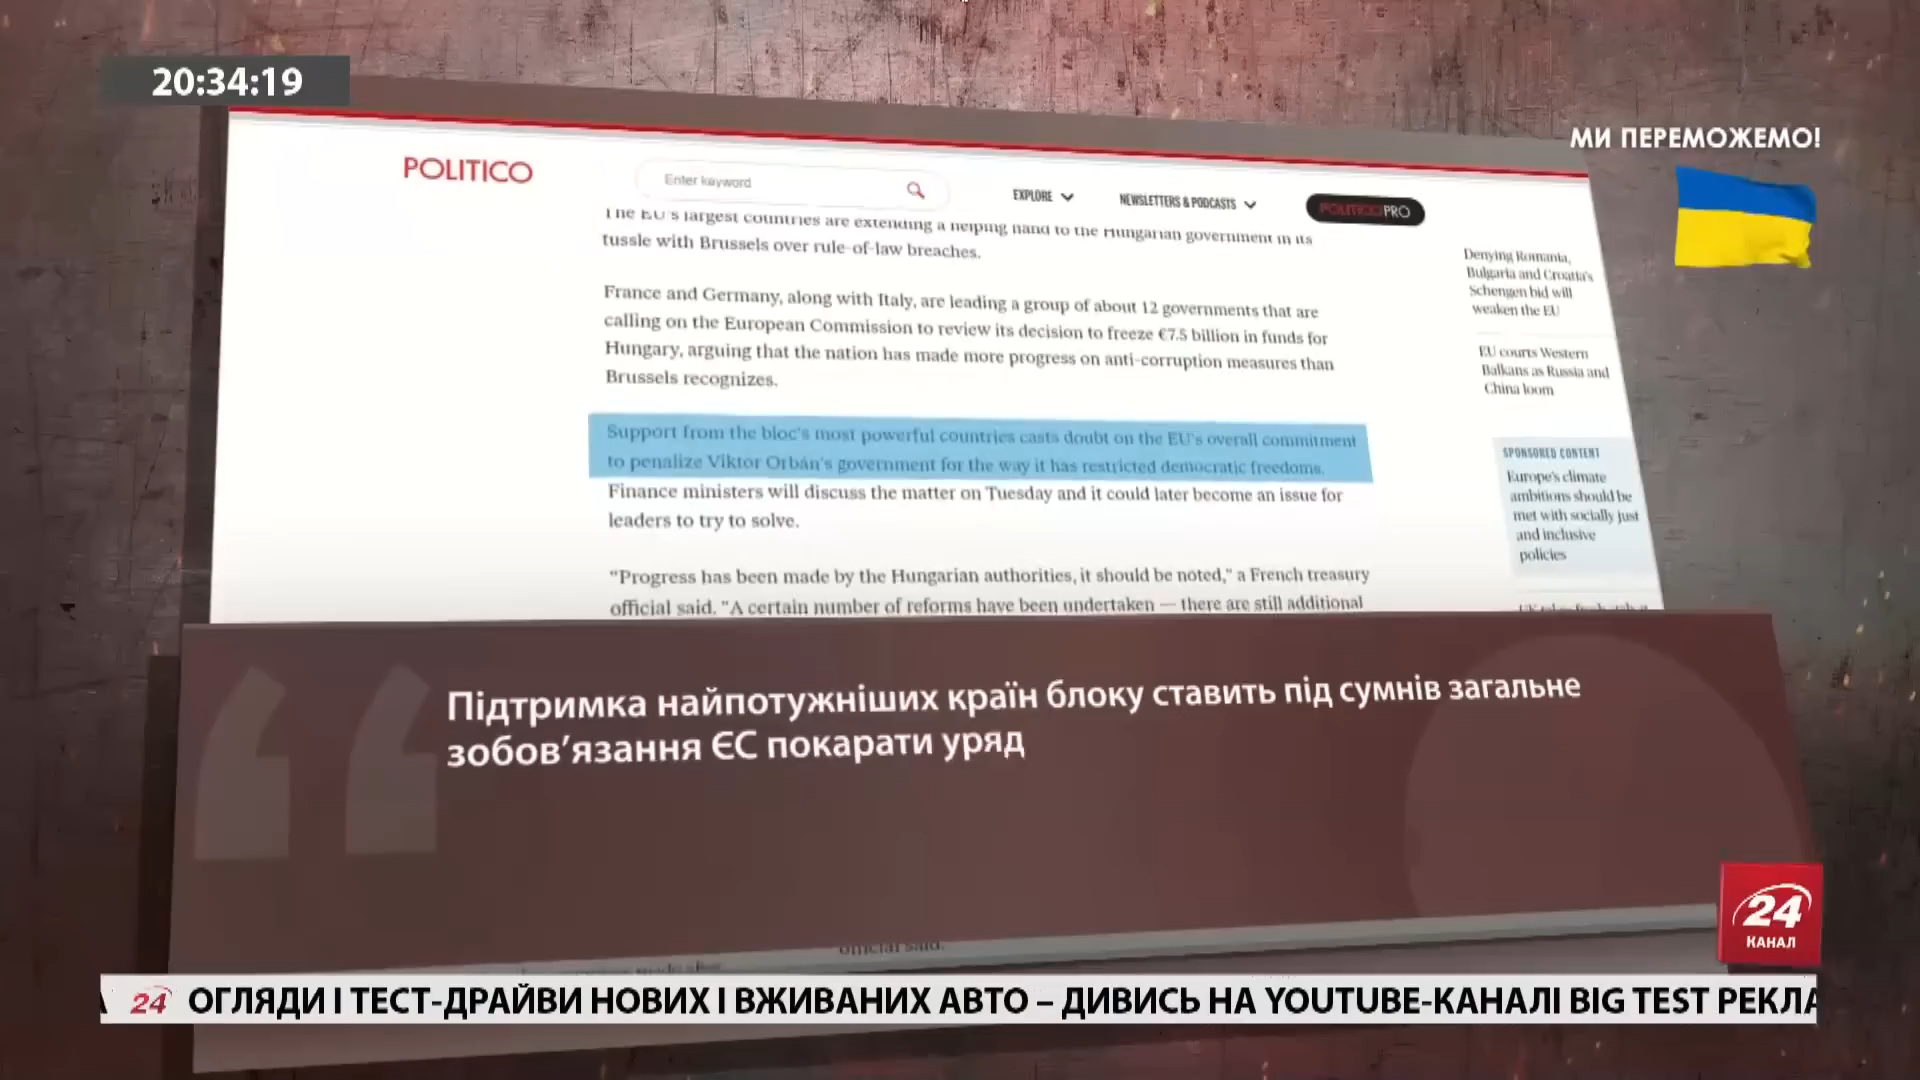 20:34:19
МИ ПЕРЕМОЖЕМО!
POLITICO
Enter keyword
EXPLORE
NEWSLETTERS & PODCASTS
POLITICO PRO
The EU's largest countries are extending a helping hand to the Hungarian government in its
tussle with Brussels over rule-of-law breaches.
France and Germany, along with Italy, are leading a group of about 12 governments that are
calling on the European Commission to review its decision to freeze €7.5 billion in funds for
Hungary, arguing that the nation has made more progress on anti-corruption measures than
Brussels recognizes.
Support from the bloc's most powerful countries casts doubt on the EU's overall commitment
to penalize Viktor Orbán's government for the way it has restricted democratic freedoms.
Finance ministers will discuss the matter on Tuesday and it could later become an issue for
leaders to try to solve.
"Progress has been made by the Hungarian authorities, it should be noted," a French treasury
official said. "A certain number of reforms have been undertaken — there are still additional
Denying Romania,
Bulgaria and Croatia's
Schengen bid will
weaken the EU
EU courts Western
Balkans as Russia and
China loom
SPONSORED CONTENT
Europe's climate
ambitions should be
met with socially just
and inclusive
policies
Підтримка найпотужніших країн блоку ставить під сумнів загальне
зобов’язання ЄС покарати уряд
official said.
24
КАНАЛ
24 ОГЛЯДИ І ТЕСТ-ДРАЙВИ НОВИХ І ВЖИВАНИХ АВТО – ДИВИСЬ НА YOUTUBE-КАНАЛІ BIG TEST РЕКЛА